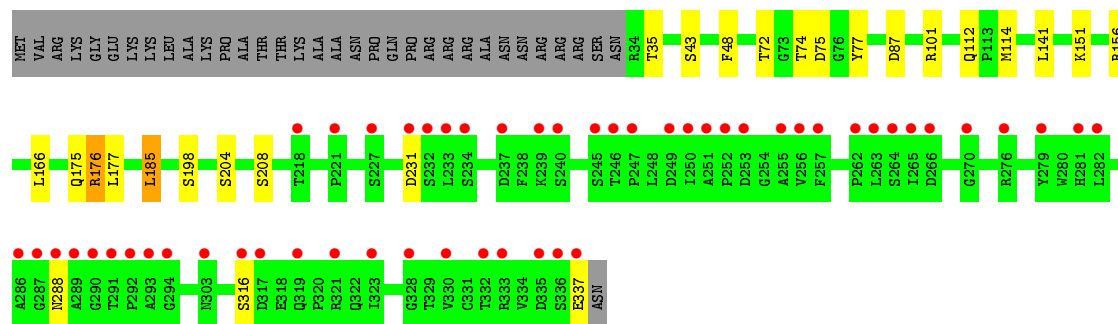 MET VAL ARG LYS GLY GLU LYS LYS LEU ALA LYS PRO ALA THR THR LYS ALA ALA ASN PRO GLN PRO ARG ARG ARG ALA ASN ASN ARG ARG ARG SER ASN R34 T35 S43 F48 T72 G73 T74 D75 G76 Y77 D87 R101 Q112 P113 M114 L141 K151 R156
L166 Q175 R176 L177 L185 S198 S204 S208 T218 P221 S227 D231 S232 L233 S234 D237 F238 K239 S240 S245 T246 P247 L248 D249 I250 A251 P252 D253 G254 A255 V256 F257 P262 L263 S264 I265 D266 G270 R276 Y279 W280 H281 L282
A286 G287 N288 A289 G290 T291 P292 A293 G294 N303 S316 D317 E318 Q319 P320 R321 Q322 I323 G328 T329 V330 C331 T332 R333 V334 D335 S336 E337 ASN